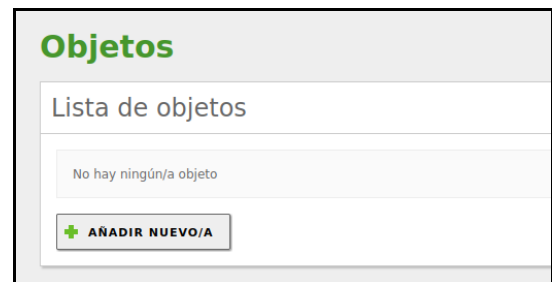 Objetos
Lista de objetos
No hay ningún/a objeto
AÑADIR NUEVO/A